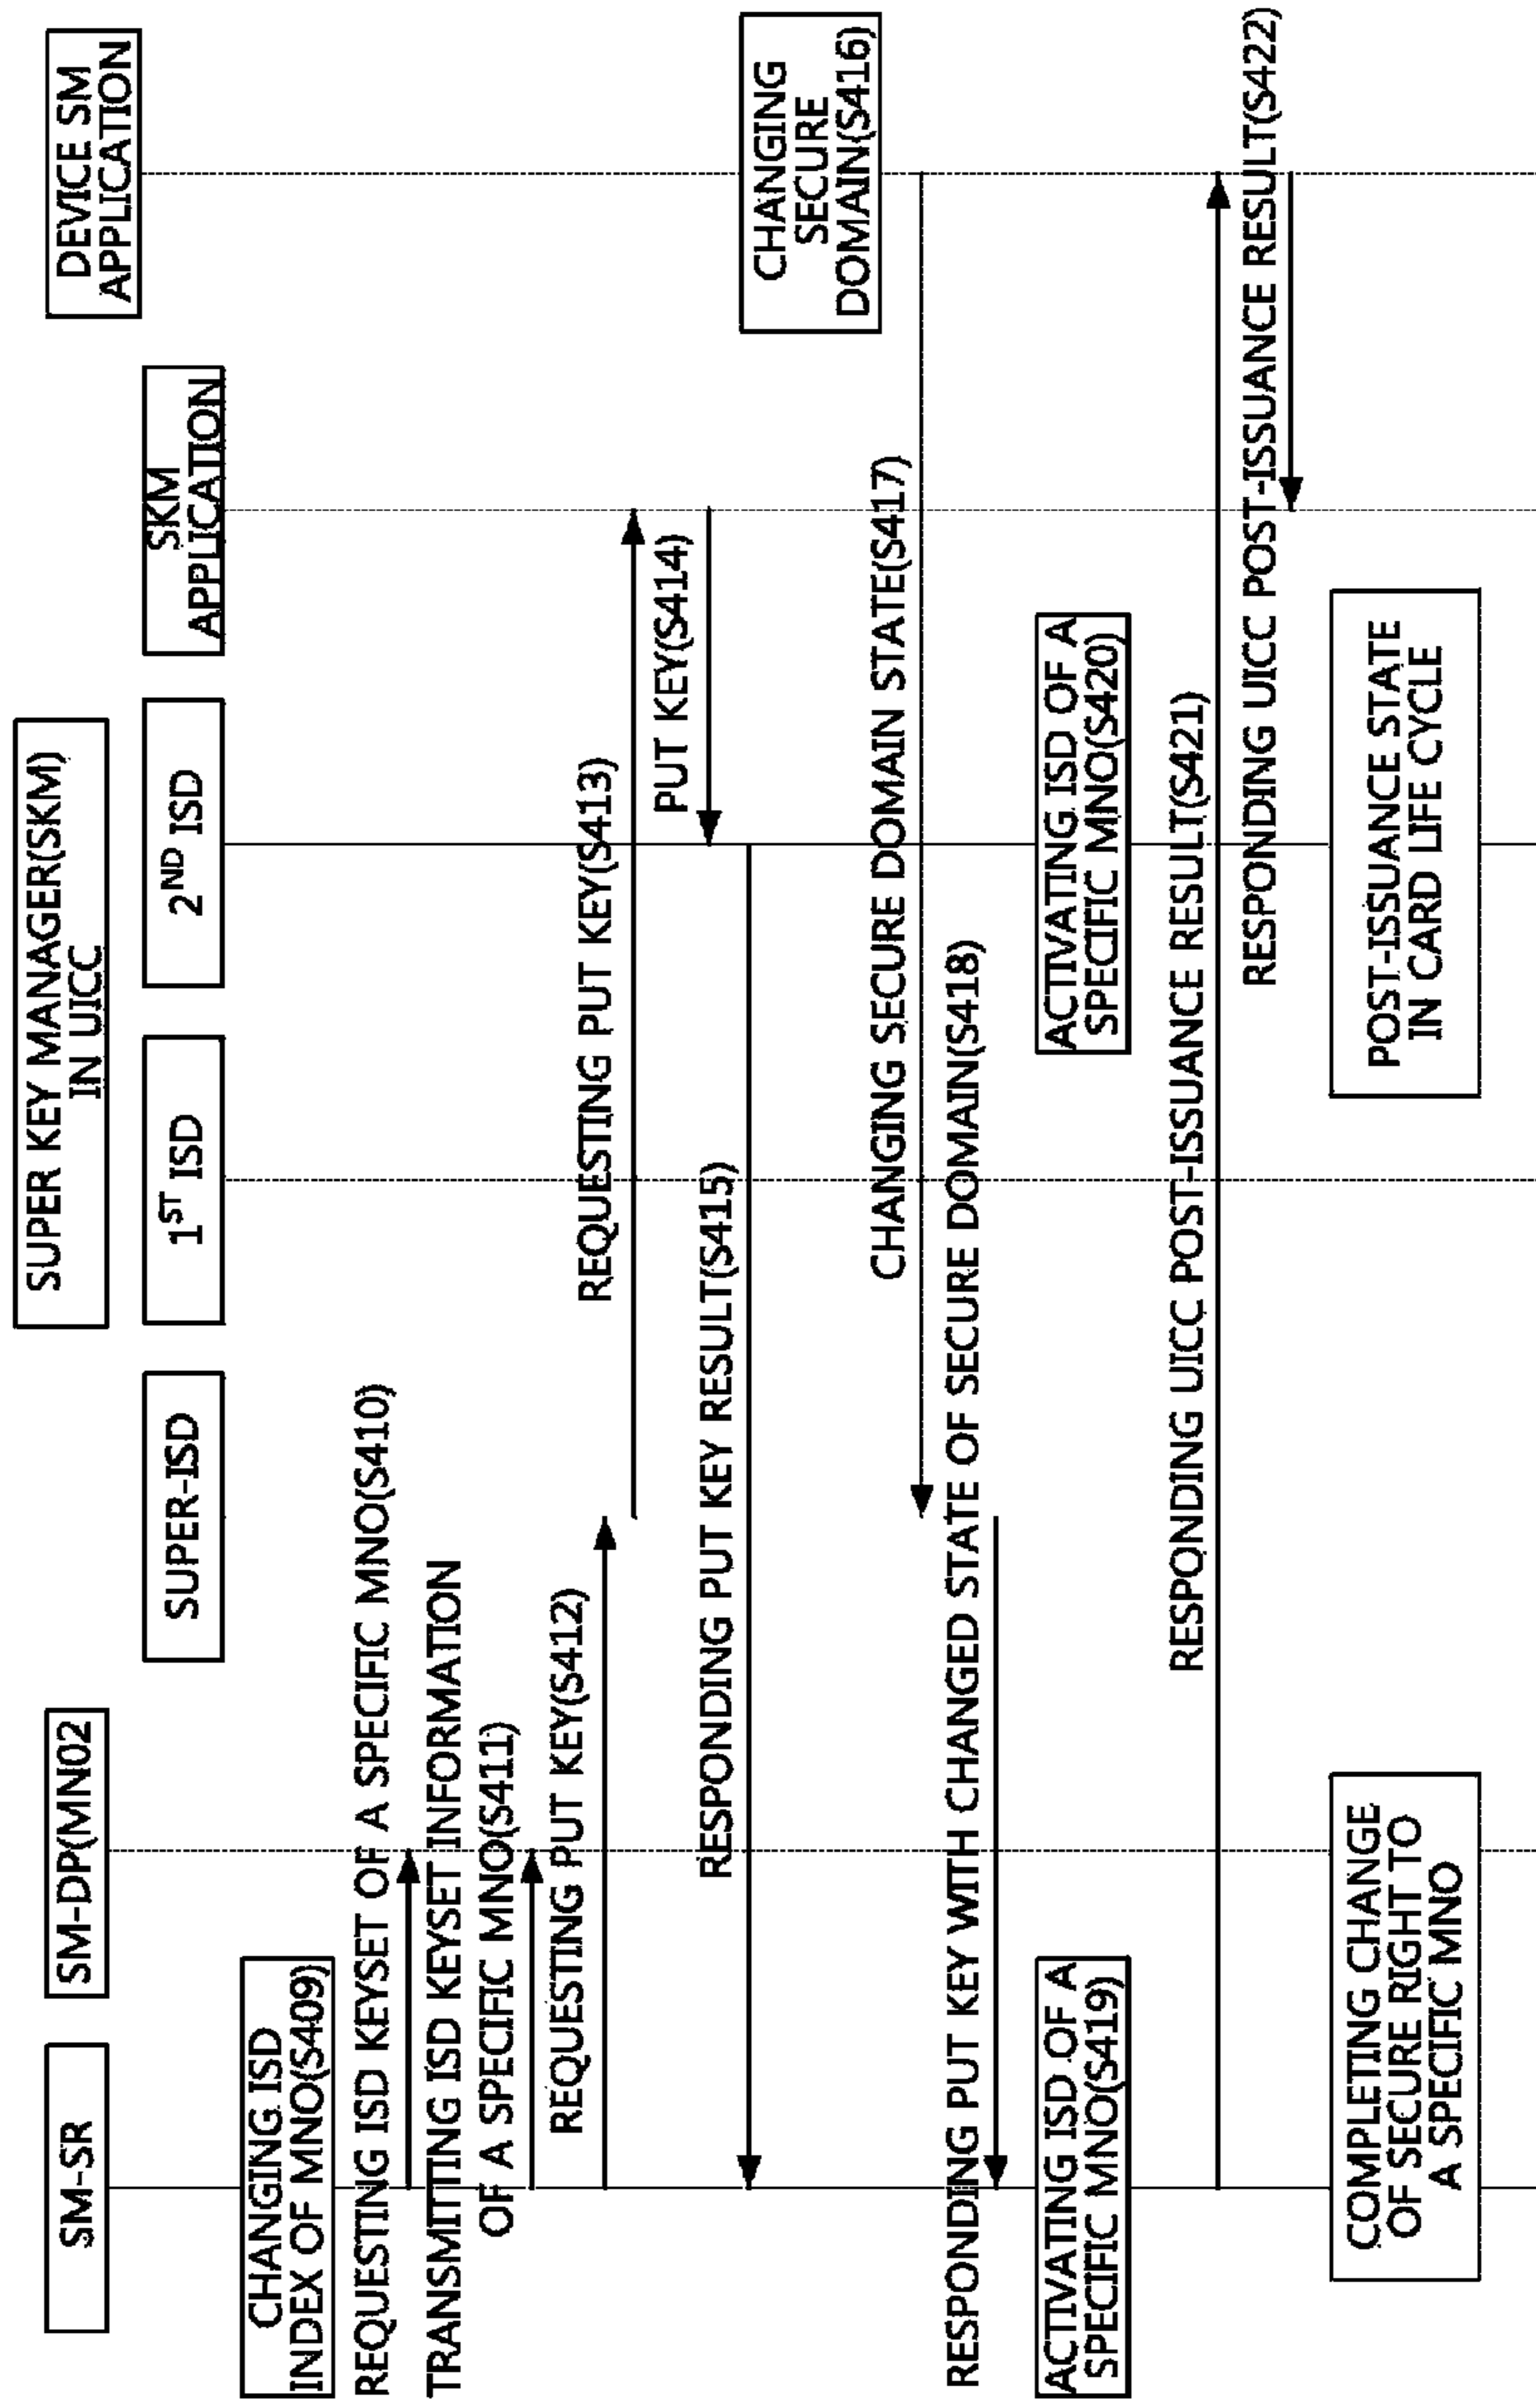 SUPER KEY MANAGER(SKM)
IN UICC
SM-SR
SM-DP(MN02
SUPER-ISD
1ST ISD
2ND ISD
SKM
APPLICATION
DEVICE SM
APPLICATION
CHANGING ISD
INDEX OF MNO(S409)
REQUESTING ISD KEYSET OF A SPECIFIC MNO(S410)
TRANSMITTING ISD KEYSET INFORMATION
OF A SPECIFIC MNO(S411)
REQUESTING PUT KEY(S412)
REQUESTING PUT KEY(S413)
PUT KEY(S414)
RESPONDING PUT KEY RESULT(S415)
CHANGING
SECURE
DOMAIN(S416)
CHANGING SECURE DOMAIN STATE(S417)
RESPONDING PUT KEY WITH CHANGED STATE OF SECURE DOMAIN(S418)
ACTIVATING ISD OF A
SPECIFIC MNO(S419)
ACTIVATING ISD OF A
SPECIFIC MNO(S420)
RESPONDING UICC POST-ISSUANCE RESULT(S421)
RESPONDING UICC POST-ISSUANCE RESULT(S422)
COMPLETING CHANGE
OF SECURE RIGHT TO
A SPECIFIC MNO
POST-ISSUANCE STATE
IN CARD LIFE CYCLE